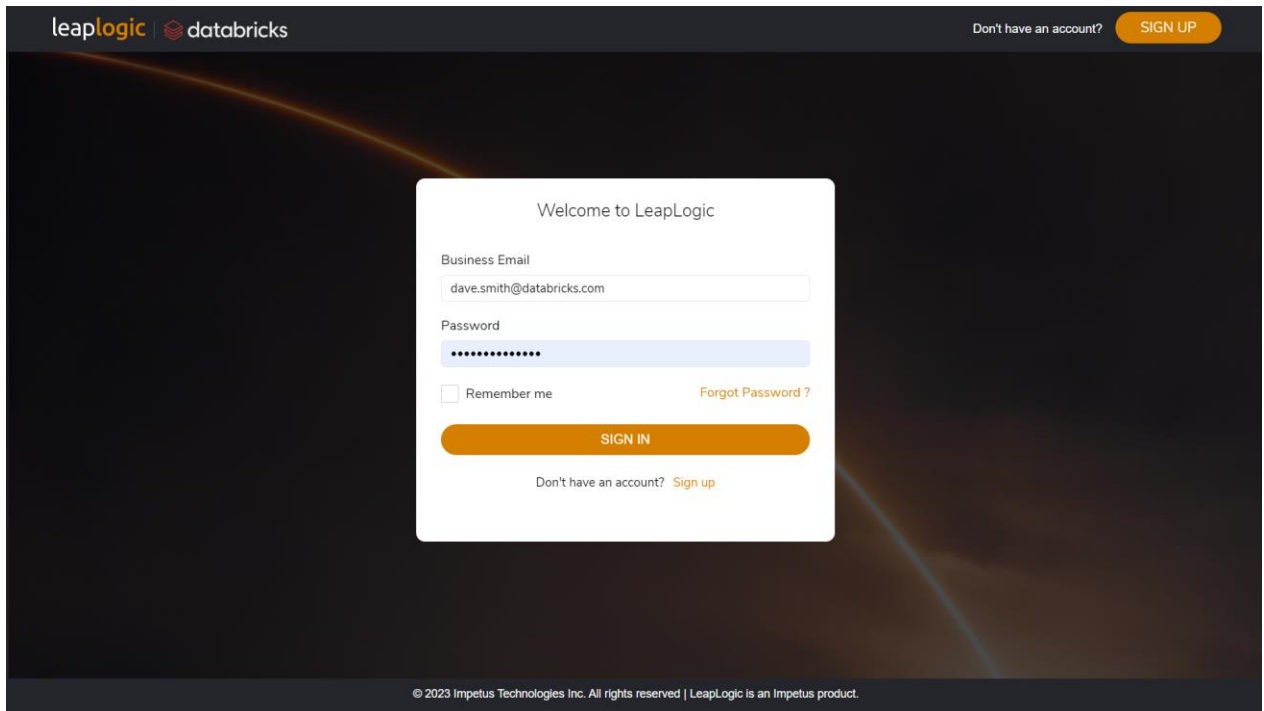 leaplogic | databricks
Don't have an account? SIGN UP
Welcome to LeapLogic
Business Email
dave.smith@databricks.com
Password
••••••••••••••
Remember me Forgot Password ?
SIGN IN
Don't have an account? Sign up
© 2023 Impetus Technologies Inc. All rights reserved | LeapLogic is an Impetus product.